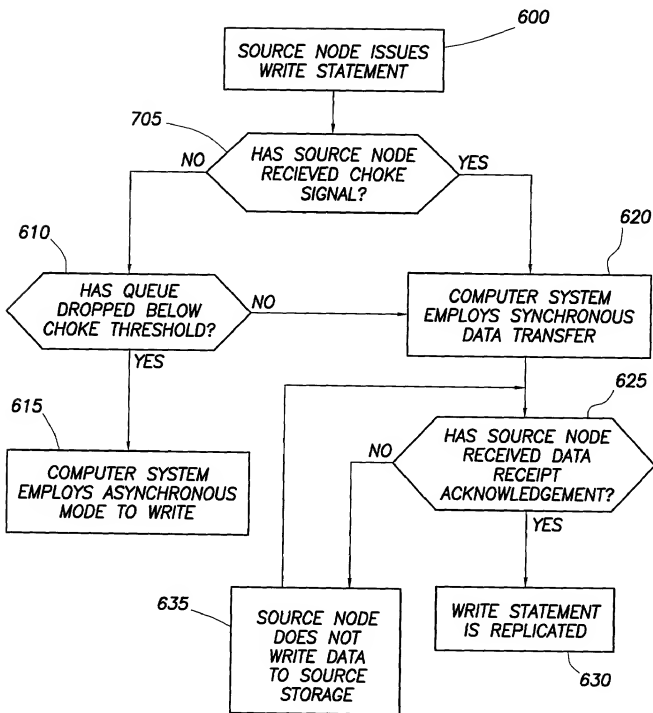 600
SOURCE NODE ISSUES
WRITE STATEMENT
705
HAS SOURCE NODE
RECIEVED CHOKE
SIGNAL?
NO
YES
610
HAS QUEUE
DROPPED BELOW
CHOKE THRESHOLD?
NO
YES
620
COMPUTER SYSTEM
EMPLOYS SYNCHRONOUS
DATA TRANSFER
615
COMPUTER SYSTEM
EMPLOYS ASYNCHRONOUS
MODE TO WRITE
625
HAS SOURCE NODE
RECEIVED DATA
RECEIPT
ACKNOWLEDGEMENT?
NO
YES
635
SOURCE NODE
DOES NOT
WRITE DATA
TO SOURCE
STORAGE
WRITE STATEMENT
IS REPLICATED
630